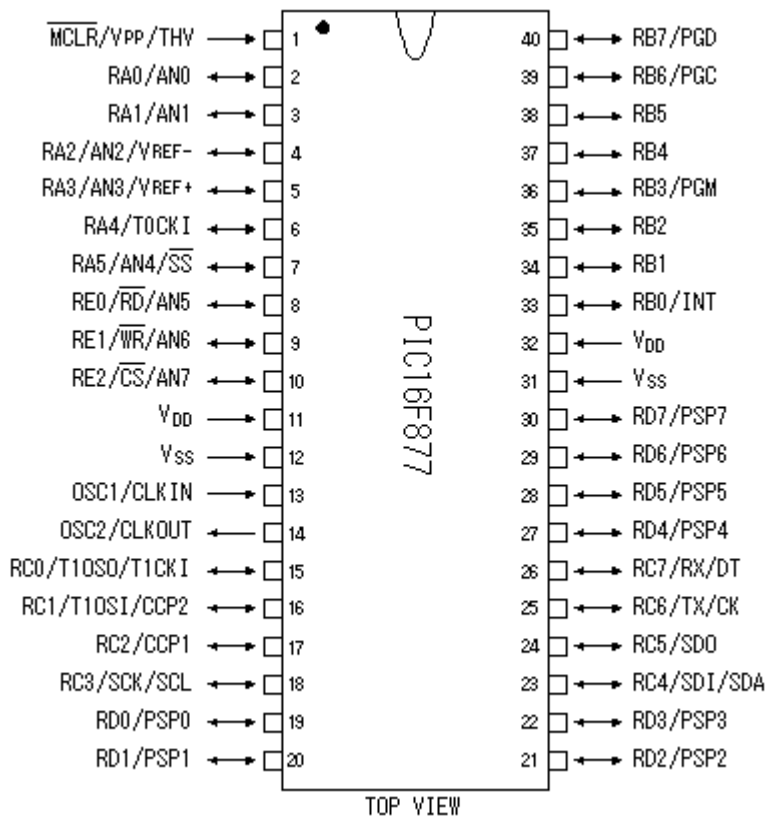 MCLR/VPP/THV 1 40 RB7/PGD
RA0/AN0 2 39 RB6/PGC
RA1/AN1 3 38 RB5
RA2/AN2/VREF- 4 37 RB4
RA3/AN3/VREF+ 5 36 RB3/PGM
RA4/T0CKI 6 35 RB2
RA5/AN4/SS 7 34 RB1
RE0/RD/AN5 8 33 RB0/INT
RE1/WR/AN6 9 32 VDD
RE2/CS/AN7 10 31 VSS
VDD 11 30 RD7/PSP7
VSS 12 29 RD6/PSP6
OSC1/CLKIN 13 28 RD5/PSP5
OSC2/CLKOUT 14 27 RD4/PSP4
RC0/T1OSO/T1CKI 15 26 RC7/RX/DT
RC1/T1OSI/CCP2 16 25 RC6/TX/CK
RC2/CCP1 17 24 RC5/SDO
RC3/SCK/SCL 18 23 RC4/SDI/SDA
RD0/PSP0 19 22 RD3/PSP3
RD1/PSP1 20 21 RD2/PSP2
PIC16F877
TOP VIEW